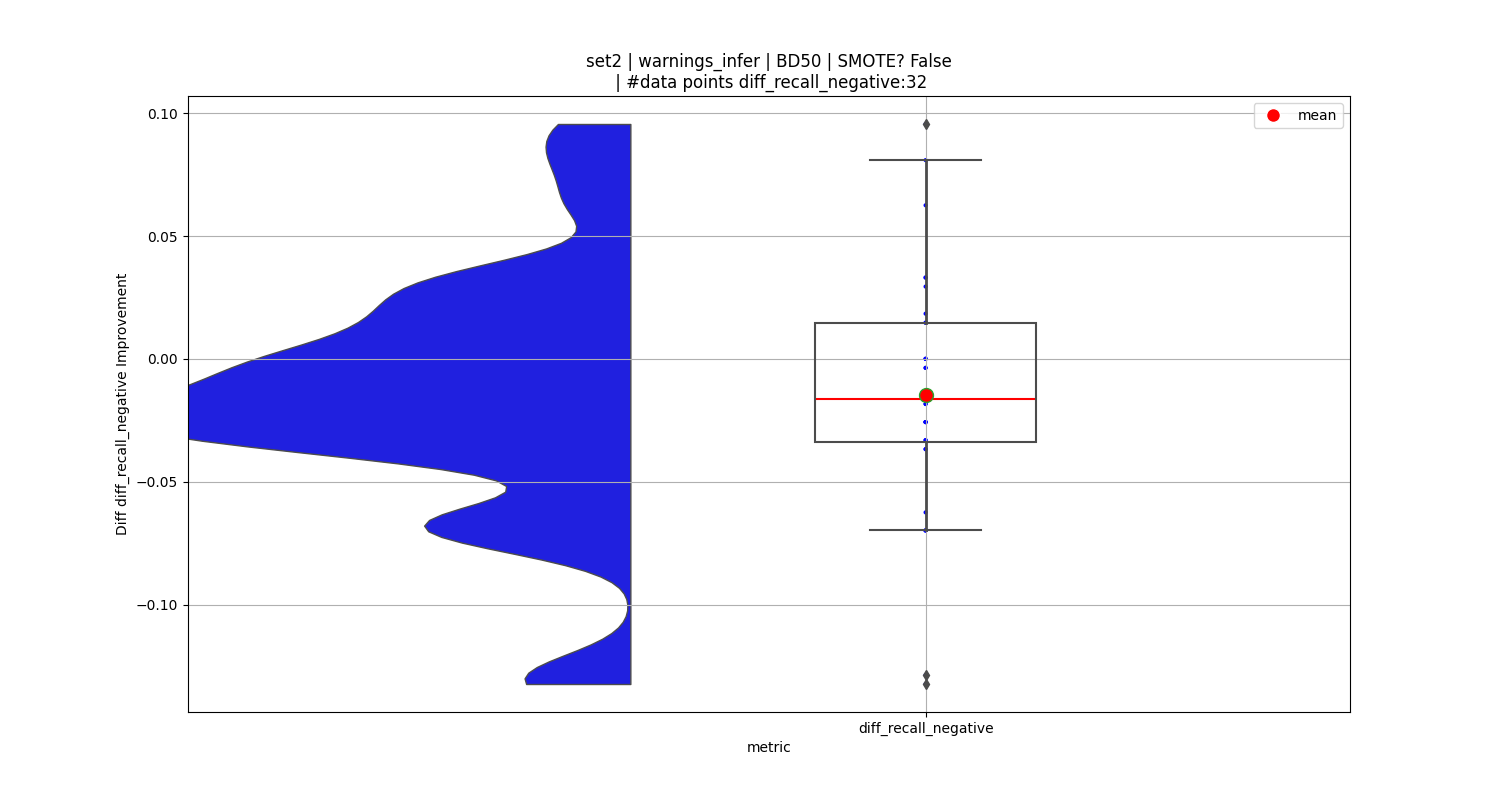 set2 | warnings_infer | BD50 | SMOTE? False
| #data points diff_recall_negative:32
mean
0.10
0.05
0.00
−0.05
−0.10
Diff diff_recall_negative Improvement
diff_recall_negative
metric